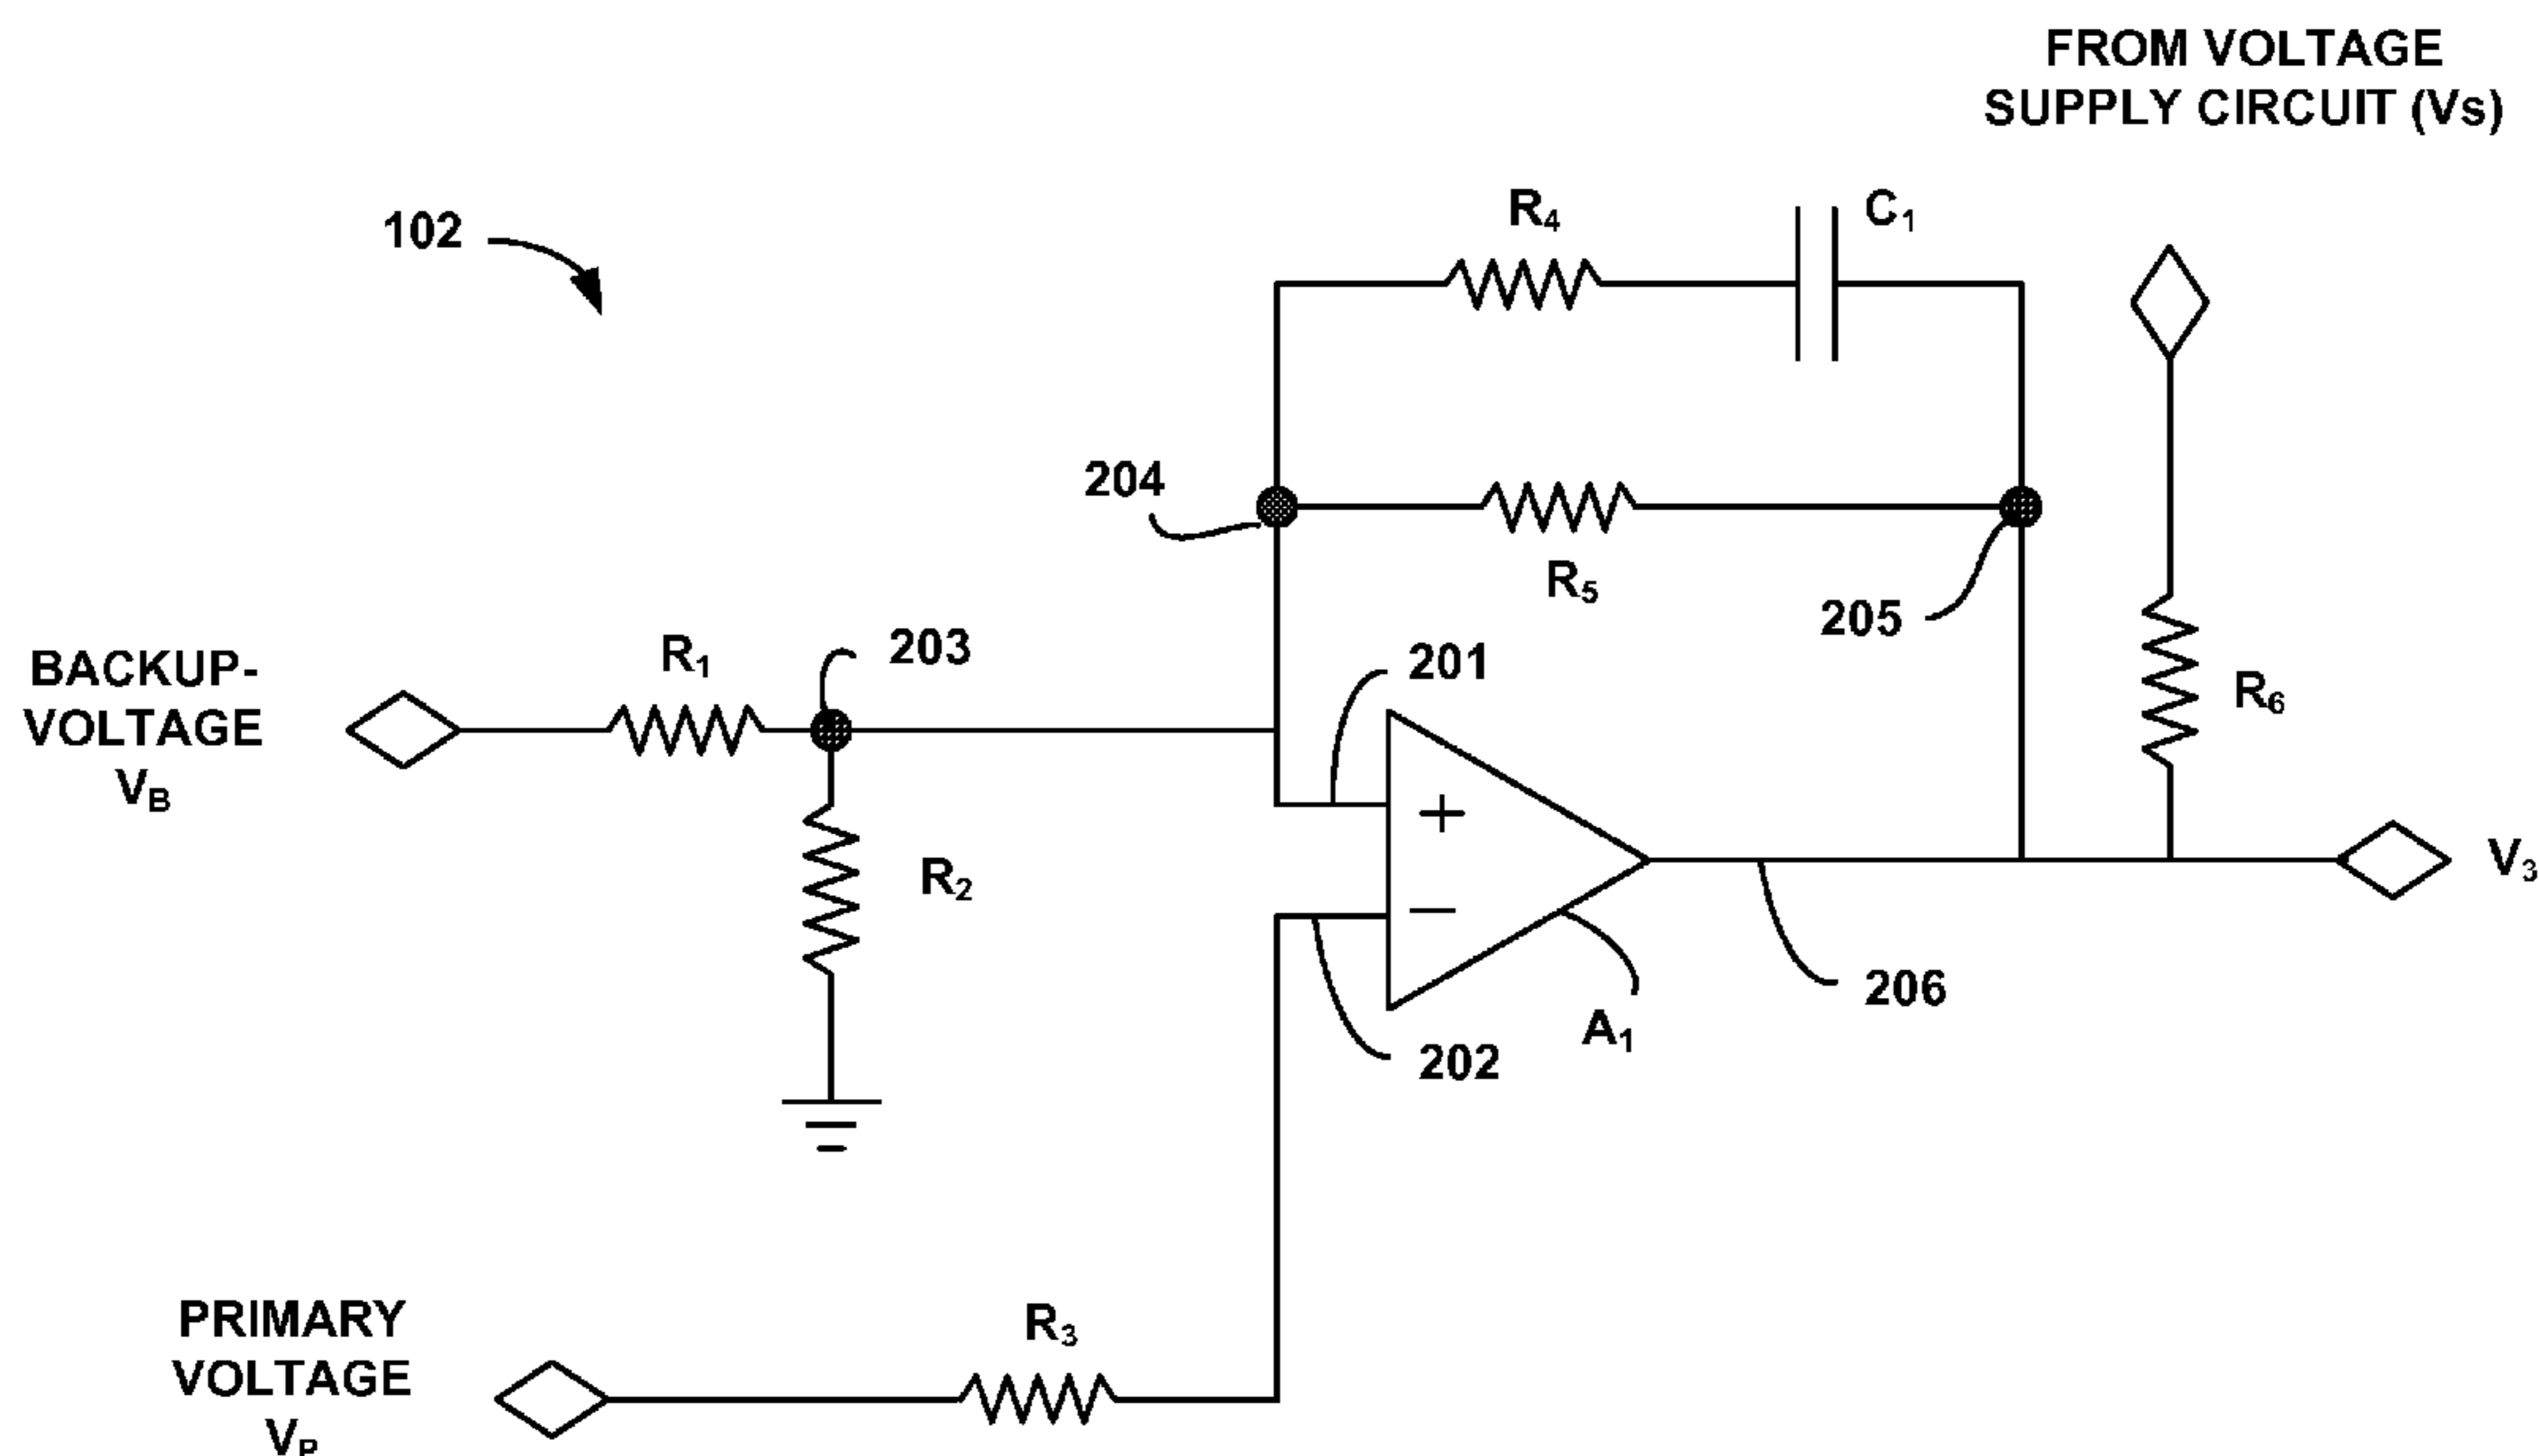 FROM VOLTAGE
SUPPLY CIRCUIT (Vs)
102
R4
C1
204
R5
205
BACKUP-
VOLTAGE
VB
R1
203
201
R6
R2
+
−
V3
206
A1
202
PRIMARY
VOLTAGE
VP
R3